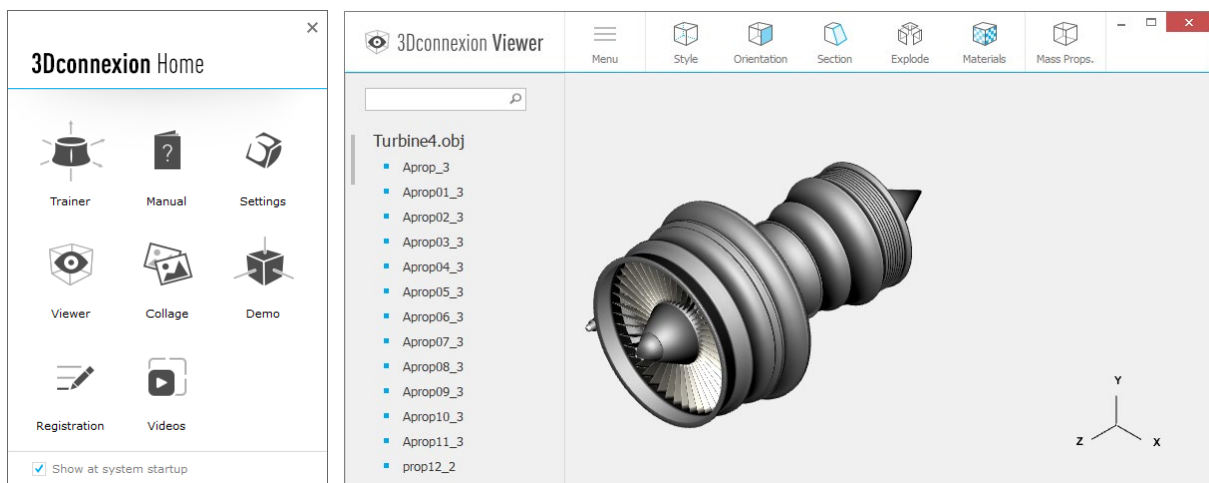 3Dconnexion Home
Trainer Manual Settings
Viewer Collage Demo
Registration Videos
Show at system startup
3Dconnexion Viewer
Menu Style Orientation Section Explode Materials Mass Props.
Turbine4.obj
Aprop_3
Aprop01_3
Aprop02_3
Aprop03_3
Aprop04_3
Aprop05_3
Aprop06_3
Aprop07_3
Aprop08_3
Aprop09_3
Aprop10_3
Aprop11_3
prop12_2
Y
Z X